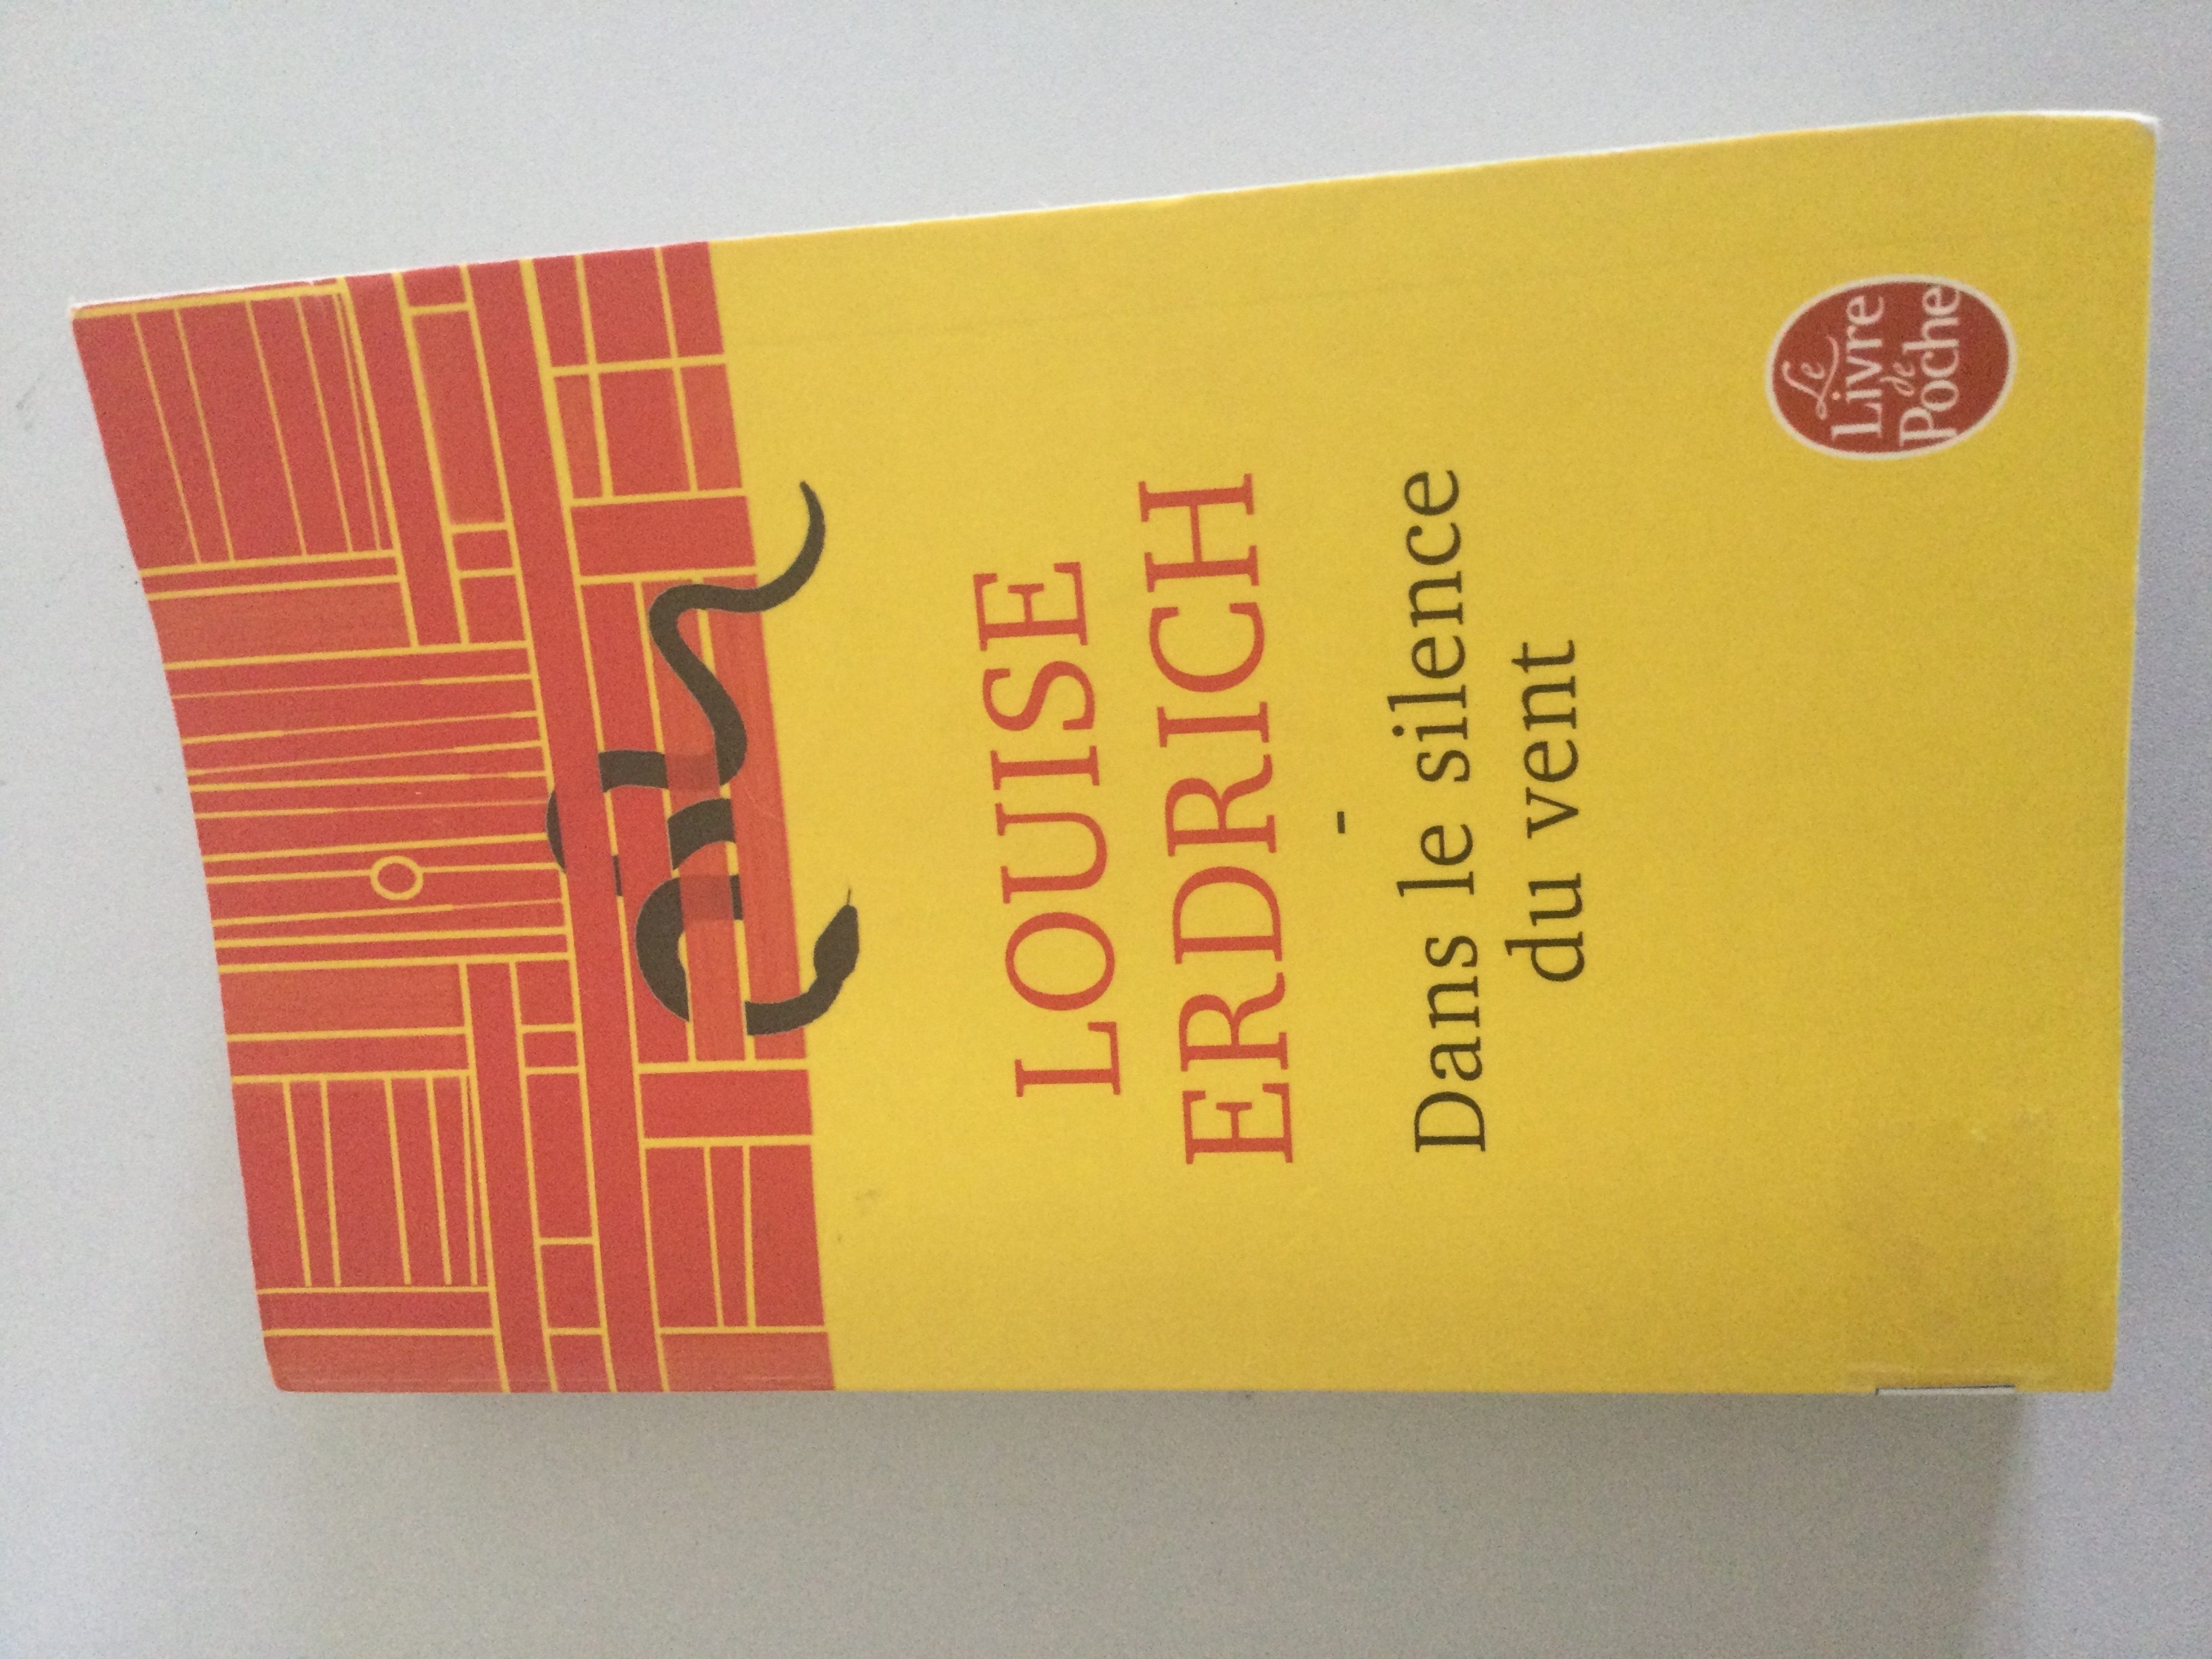 LOUISE
ERDRICH
-
Dans le silence
du vent
Le
Livre
de
Poche